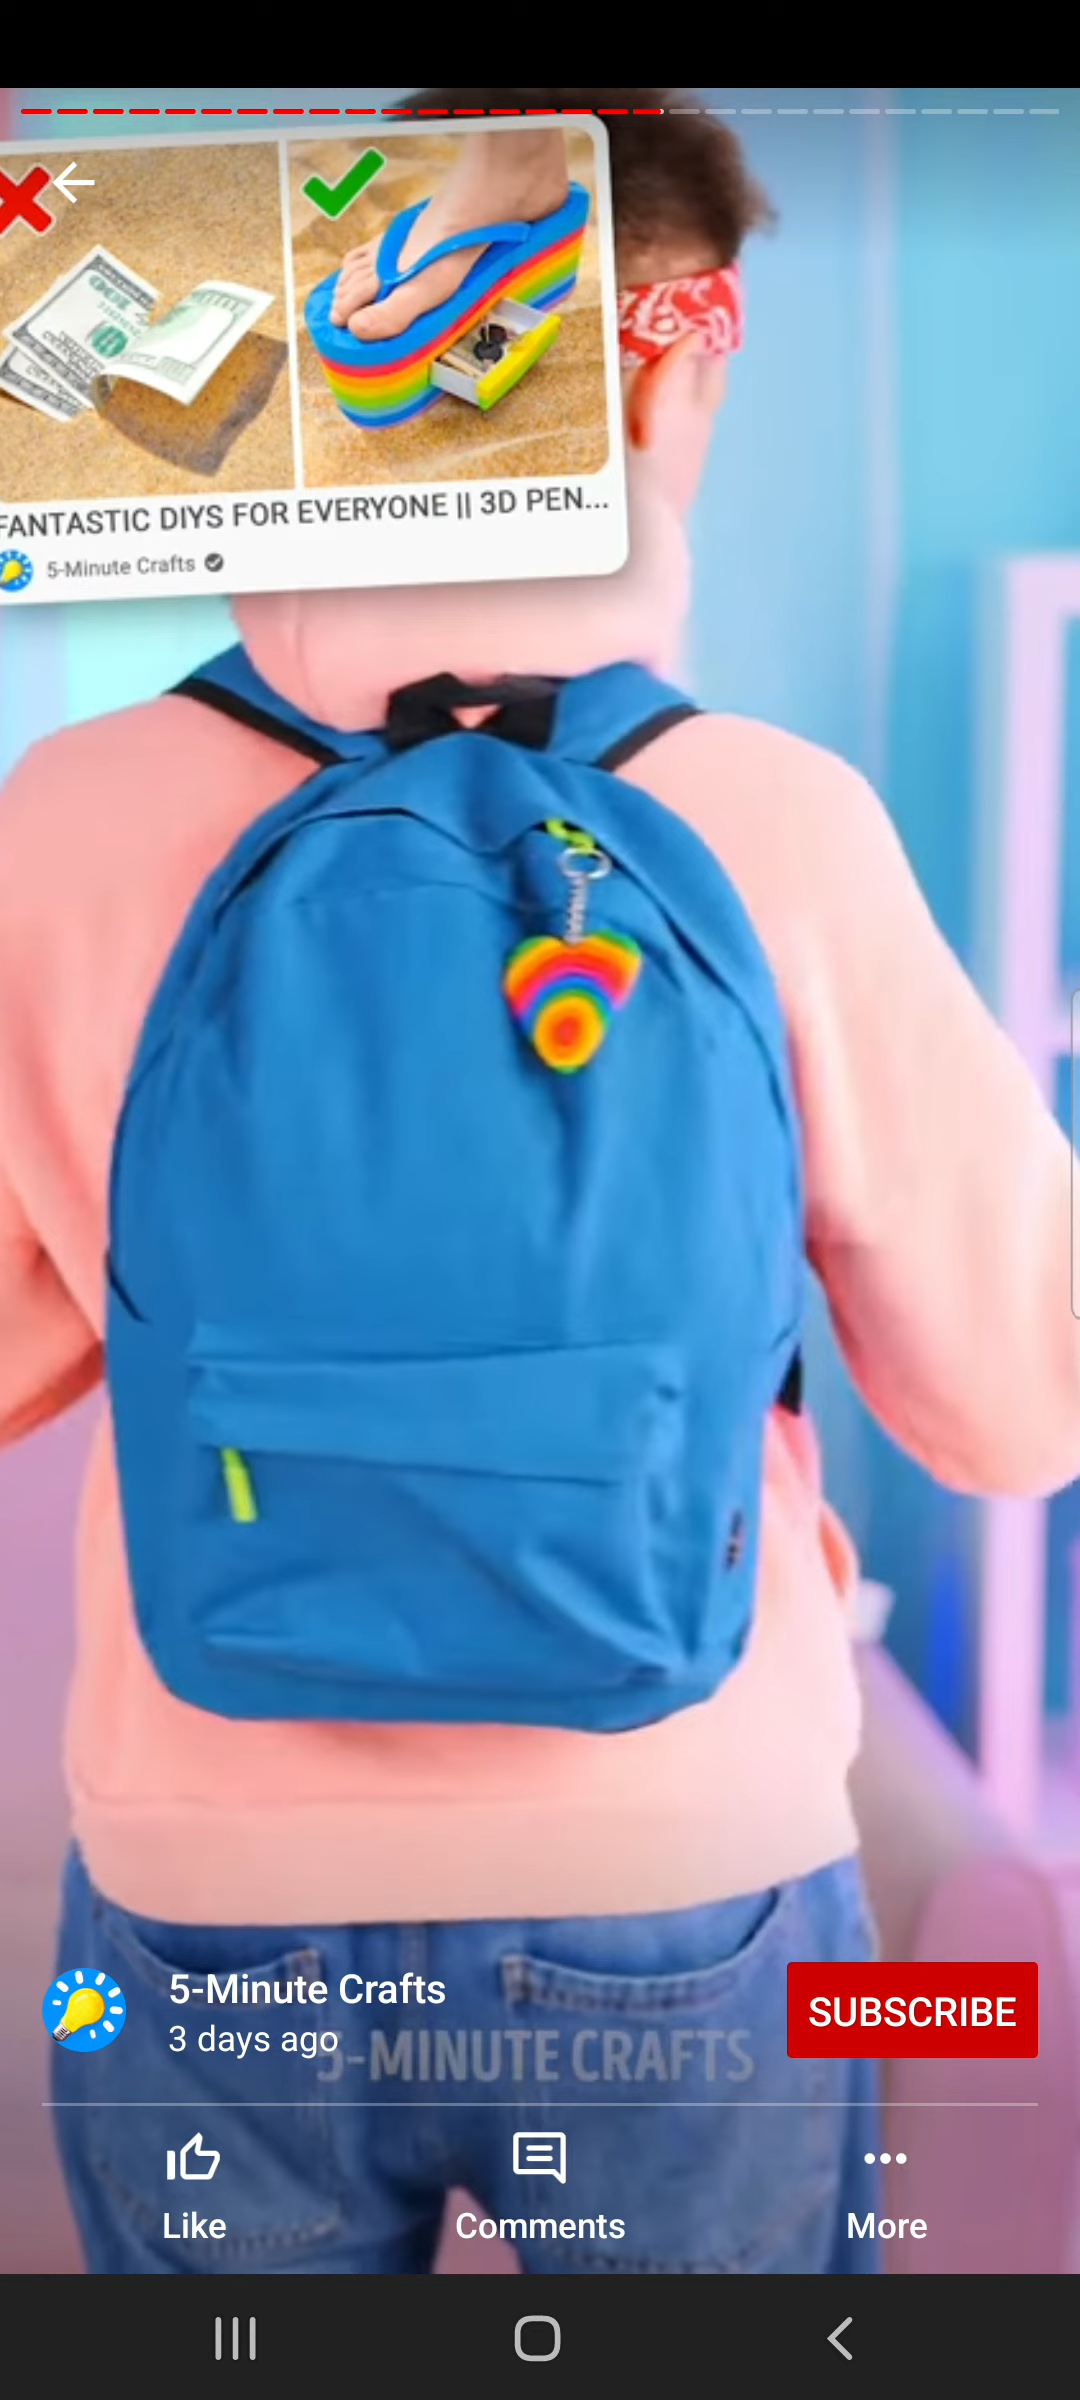 FANTASTIC DIYS FOR EVERYONE || 3D PEN...
5-Minute Crafts
5-Minute Crafts
3 days ago
SUBSCRIBE
5-MINUTE CRAFTS
Like
Comments
More